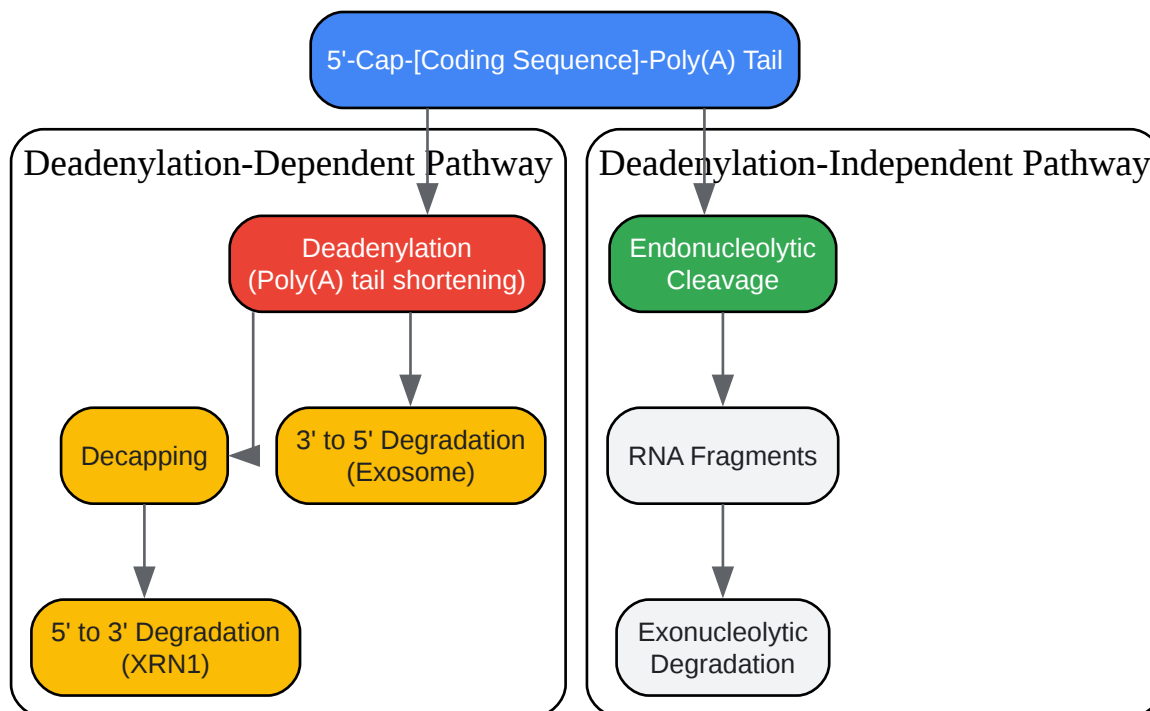 5'-Cap-[Coding Sequence]-Poly(A) Tail
Deadenylation-Dependent Pathway
Deadenylation
(Poly(A) tail shortening)
Decapping
3' to 5' Degradation
(Exosome)
5' to 3' Degradation
(XRN1)
Deadenylation-Independent Pathway
Endonucleolytic
Cleavage
RNA Fragments
Exonucleolytic
Degradation